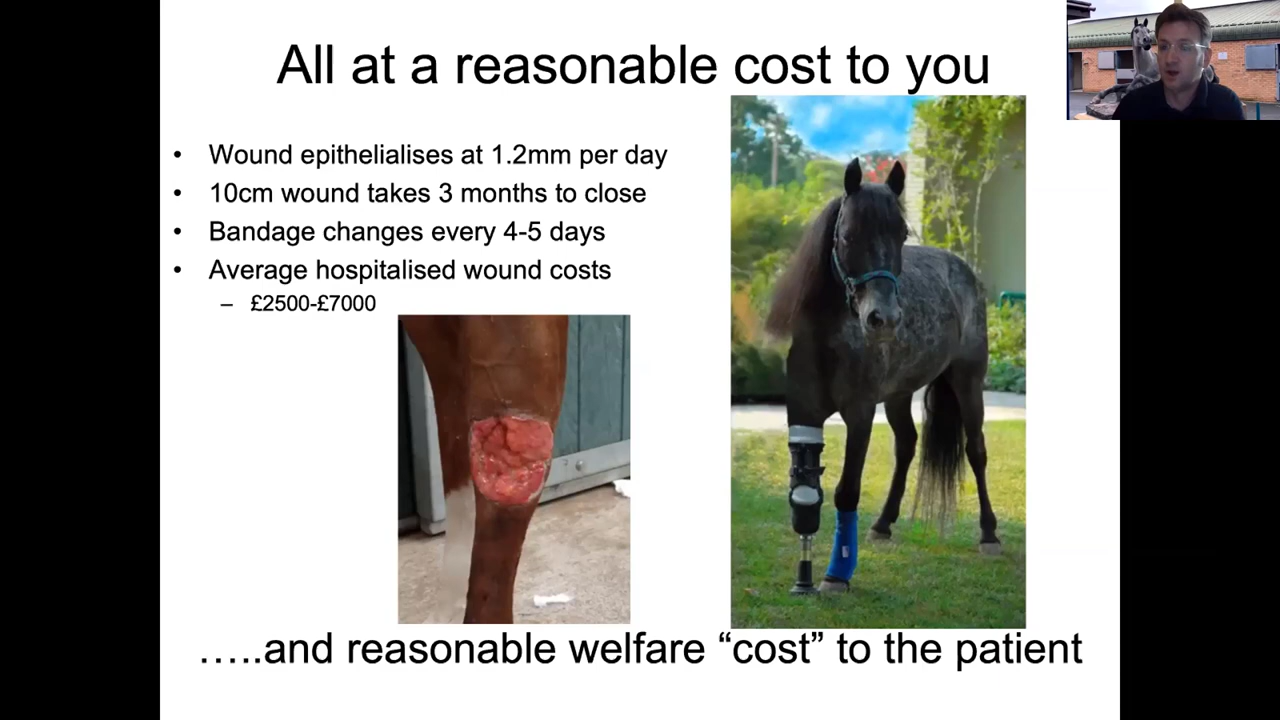 All at a reasonable cost to you
• Wound epithelialises at 1.2mm per day
• 10cm wound takes 3 months to close
• Bandage changes every 4-5 days
• Average hospitalised wound costs
– £2500-£7000
…..and reasonable welfare “cost” to the patient